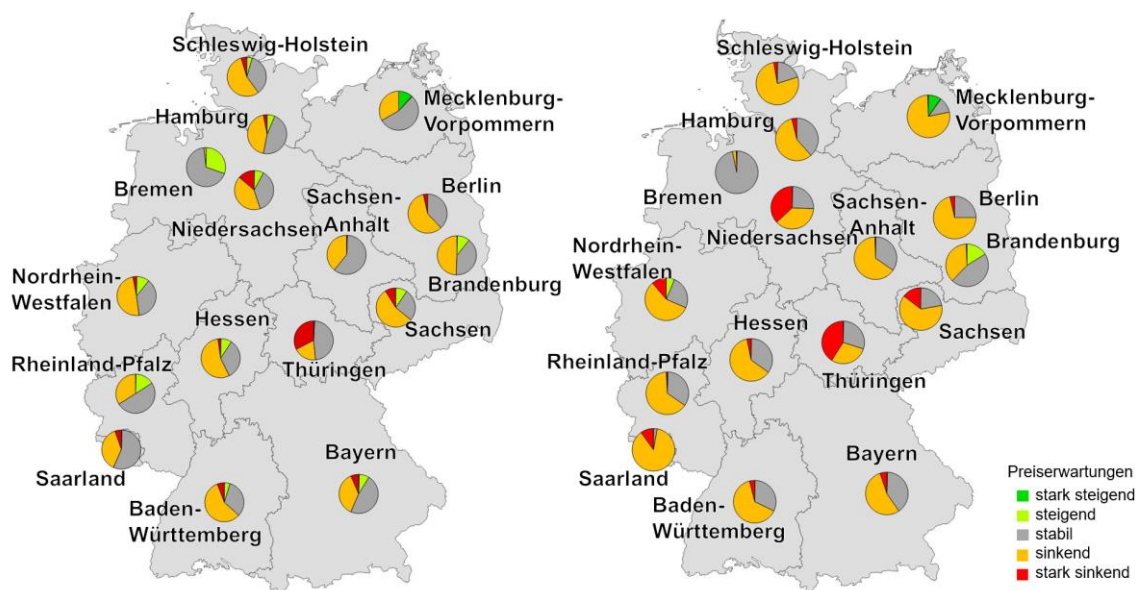 Schleswig-Holstein
Mecklenburg-
Vorpommern
Hamburg
Bremen
Niedersachsen
Sachsen-
Anhalt
Berlin
Brandenburg
Nordrhein-
Westfalen
Sachsen
Hessen
Thüringen
Rheinland-Pfalz
Saarland
Bayern
Baden-
Württemberg
Schleswig-Holstein
Mecklenburg-
Vorpommern
Hamburg
Bremen
Niedersachsen
Sachsen-
Anhalt
Berlin
Brandenburg
Nordrhein-
Westfalen
Sachsen
Hessen
Thüringen
Rheinland-Pfalz
Saarland
Bayern
Baden-
Württemberg
Preiserwartungen
stark steigend
steigend
stabil
sinkend
stark sinkend